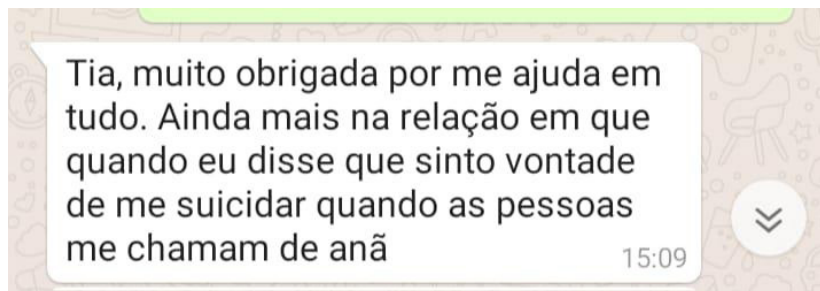 Tia, muito obrigada por me ajuda em
tudo. Ainda mais na relação em que
quando eu disse que sinto vontade
de me suicidar quando as pessoas
me chamam de anã
15:09